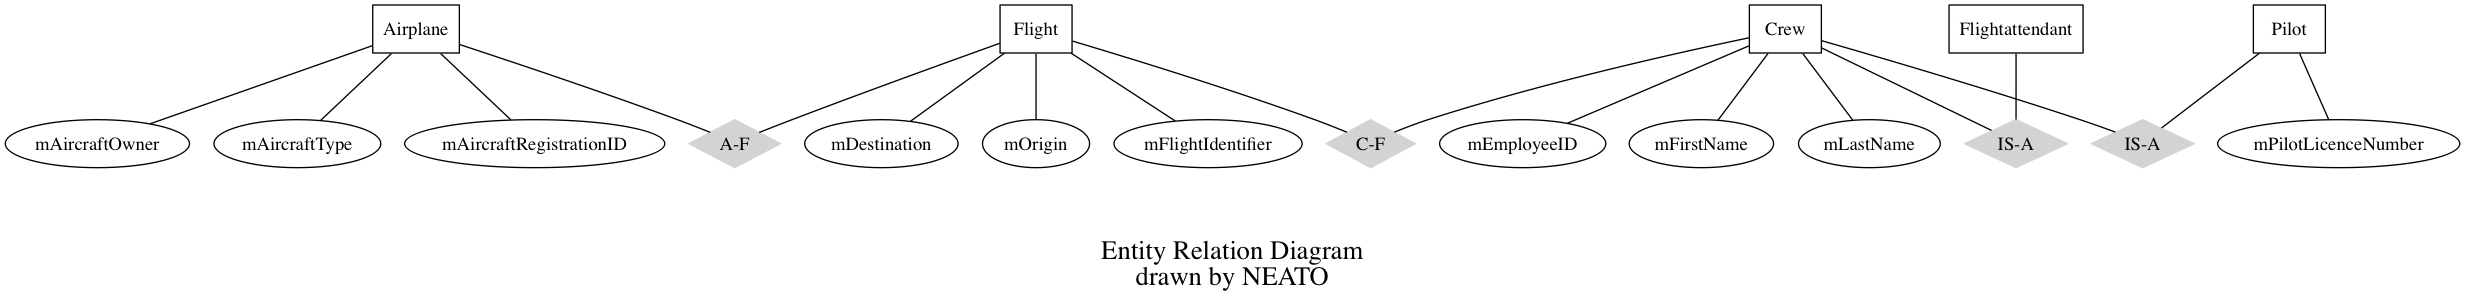 Airplane
Flight
Crew
Flightattendant
Pilot
mAircraftOwner
mAircraftType
mAircraftRegistrationID
A-F
mDestination
mOrigin
mFlightIdentifier
C-F
mEmployeeID
mFirstName
mLastName
IS-A
IS-A
mPilotLicenceNumber
Entity Relation Diagram
drawn by NEATO